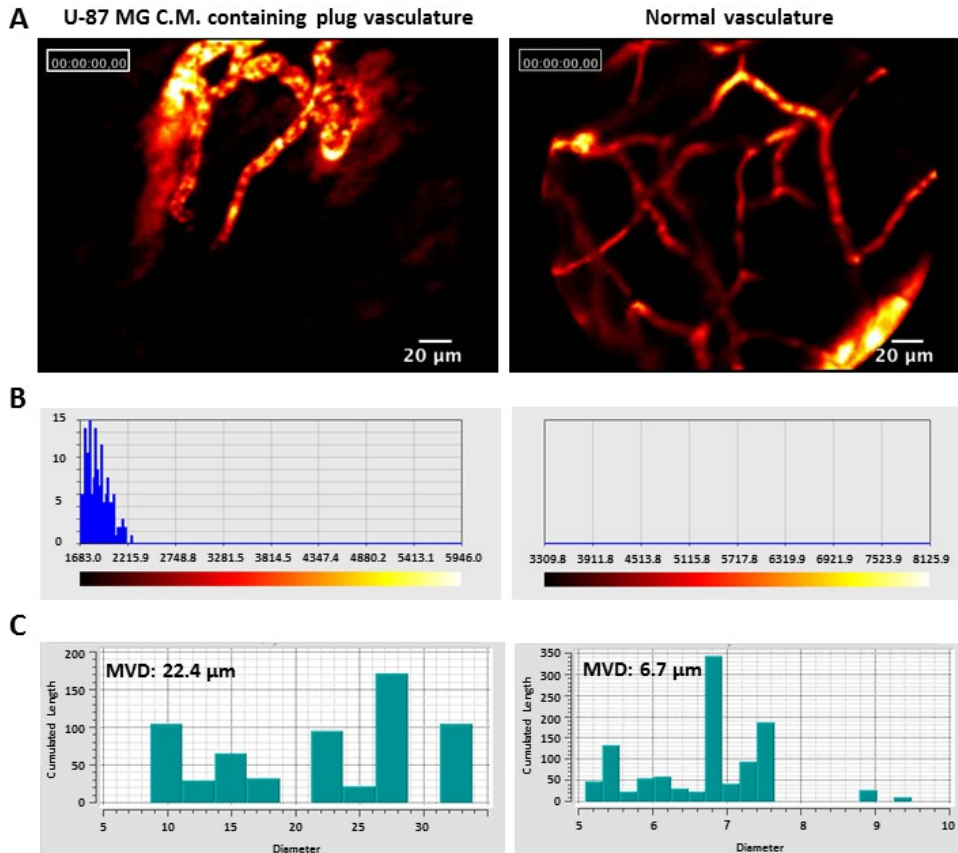 A
U-87 MG C.M. containing plug vasculature
Normal vasculature
00:00:00,00
00:00:00,00
20 µm
20 µm
B
15
10
5
0
1683.0 2215.9 2748.8 3281.5 3814.5 4347.4 4880.2 5413.1 5946.0
3309.8 39911.8 4513.8 5115.8 5717.8 6319.9 6921.9 7523.9 8125.9
C
MVD: 22.4 µm
Cumulated Length
200
150
100
50
0
5 10 15 20 25 30
Diameter
MVD: 6.7 µm
Cumulated Length
350
300
250
200
150
100
50
0
5 6 7 8 9 10
Diameter